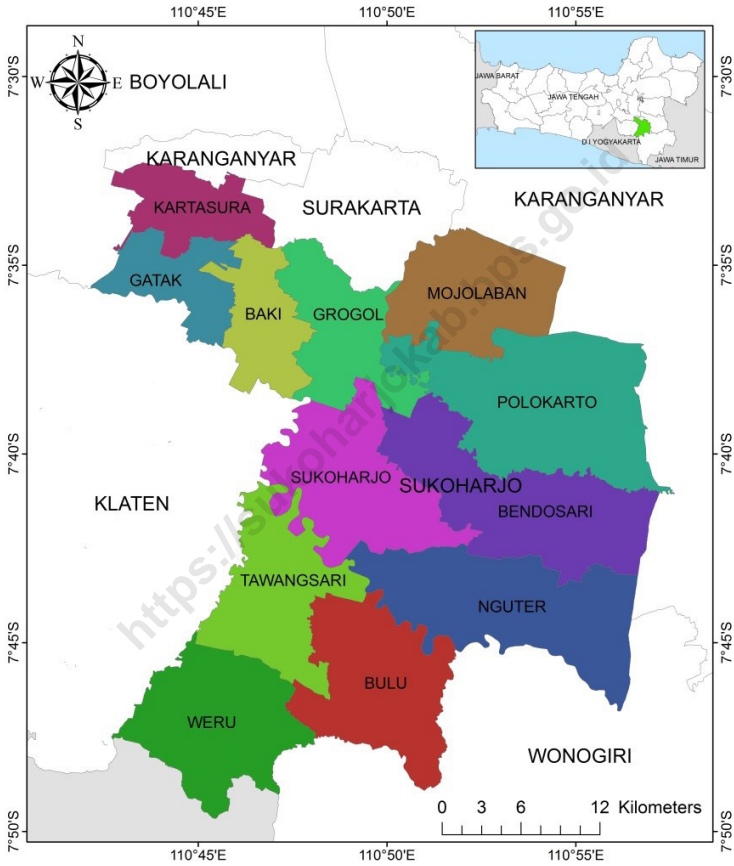 110°45'E 110°50'E 110°55'E
7°30'S
7°35'S
7°40'S
7°45'S
7°50'S
N
W E
S
BOYOLALI
JAWA BARAT
JAWA TENGAH
D I YOGYAKARTA
JAWA TIMUR
KARANGANYAR
KARTASURA
SURAKARTA
KARANGANYAR
GATAK
BAKI
GROGOL
MOJOLABAN
POLOKARTO
SUKOHARJO
SUKOHARJO
BENDOSARI
KLATEN
TAWANGSARI
NGUTER
BULU
WERU
WONOGIRI
https://sukoharjokab.bps.go.id
0 3 6 12 Kilometers
7°30'S
7°35'S
7°40'S
7°45'S
7°50'S
110°45'E 110°50'E 110°55'E